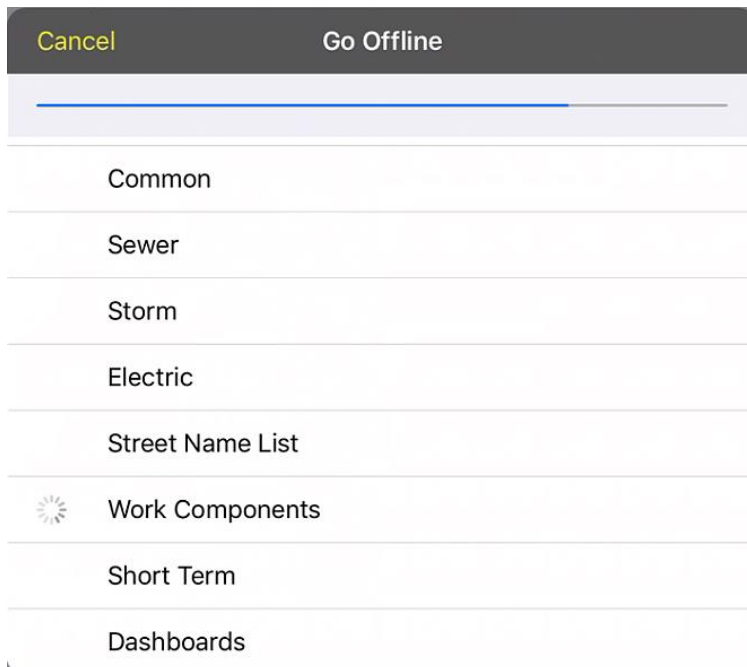 Cancel Go Offline
Common
Sewer
Storm
Electric
Street Name List
Work Components
Short Term
Dashboards